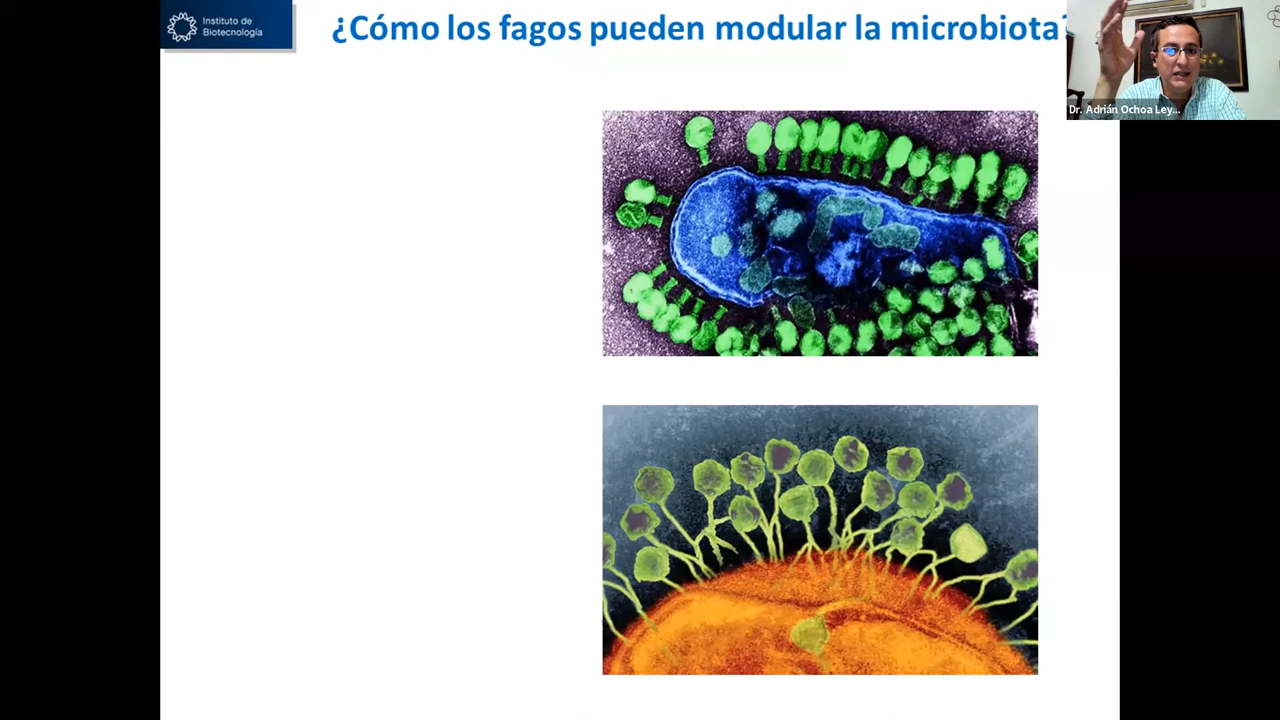 Instituto de
Biotecnología
¿Cómo los fagos pueden modular la microbiota?
Dr. Adrián Ochoa Ley...